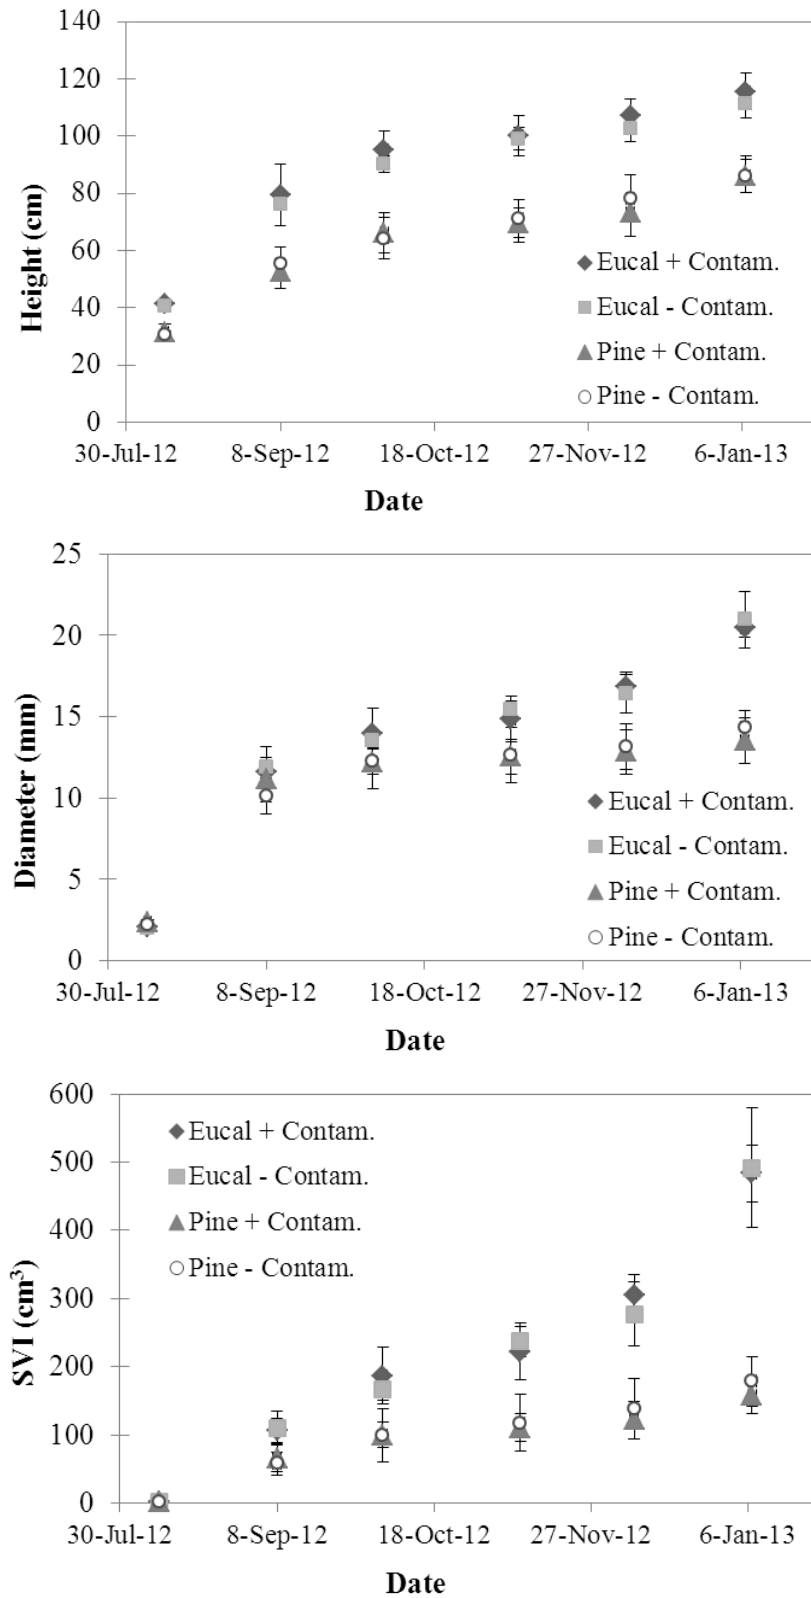 140
120
100
80
60
40
20
0
Height (cm)
Eucal + Contam.
Eucal - Contam.
Pine + Contam.
Pine - Contam.
30-Jul-12 8-Sep-12 18-Oct-12 27-Nov-12 6-Jan-13
Date
25
20
15
10
5
0
Diameter (mm)
Eucal + Contam.
Eucal - Contam.
Pine + Contam.
Pine - Contam.
30-Jul-12 8-Sep-12 18-Oct-12 27-Nov-12 6-Jan-13
Date
600
500
400
300
200
100
0
SVI (cm³)
Eucal + Contam.
Eucal - Contam.
Pine + Contam.
Pine - Contam.
30-Jul-12 8-Sep-12 18-Oct-12 27-Nov-12 6-Jan-13
Date